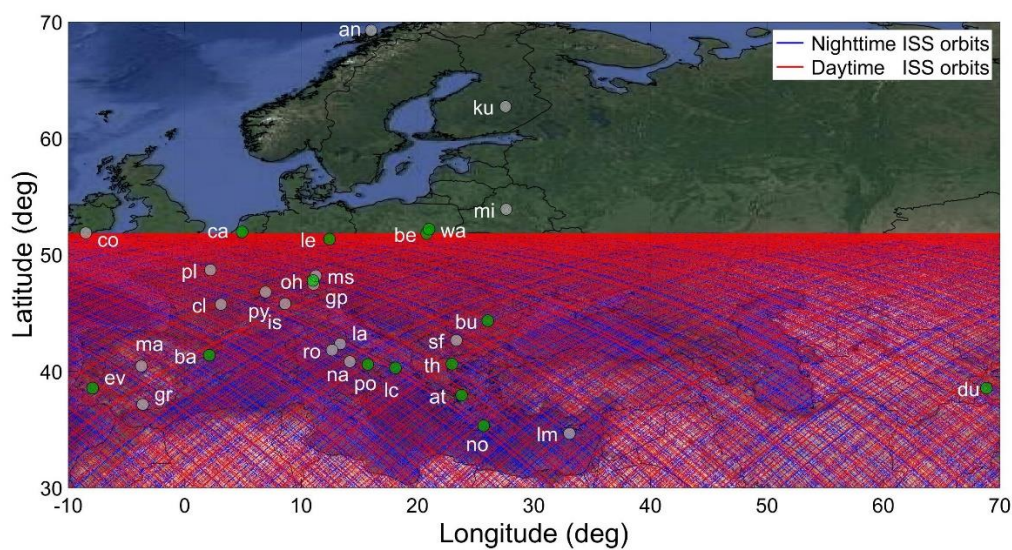 70
60
50
40
30
Latitude (deg)
an
Nighttime ISS orbits
Daytime ISS orbits
ku
mi
co
ca
le
be
wa
pl
oh
ms
gp
cl
py
is
bu
la
ma
ro
sf
ba
th
na
po
ev
lc
at
du
gr
no
lm
-10
0
10
20
30
40
50
60
70
Longitude (deg)